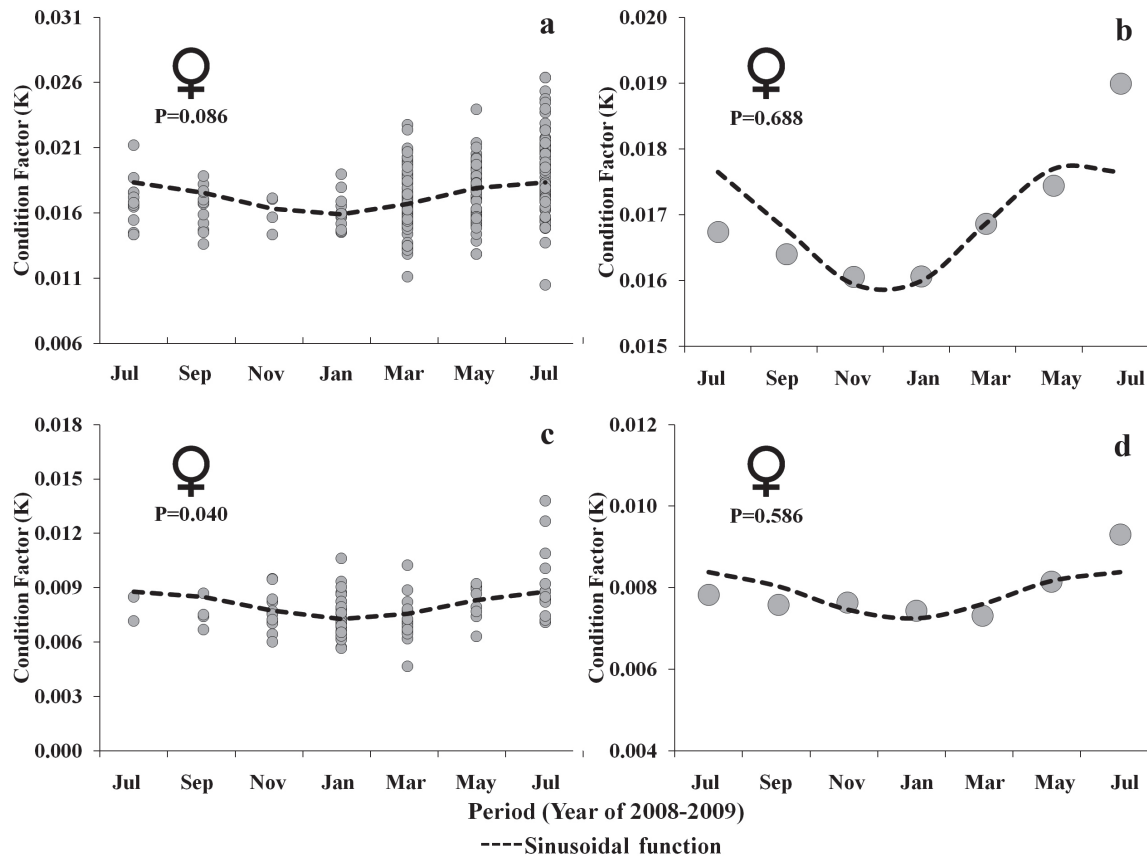 a
♀
P=0.086
Condition Factor (K)
0.031
0.026
0.021
0.016
0.011
0.006
Jul Sep Nov Jan Mar May Jul
b
♀
P=0.688
Condition Factor (K)
0.020
0.019
0.018
0.017
0.016
0.015
Jul Sep Nov Jan Mar May Jul
c
♀
P=0.040
Condition Factor (K)
0.018
0.015
0.012
0.009
0.006
0.003
0.000
Jul Sep Nov Jan Mar May Jul
d
♀
P=0.586
Condition Factor (K)
0.012
0.010
0.008
0.006
0.004
Jul Sep Nov Jan Mar May Jul
Period (Year of 2008-2009)
Sinusoidal function